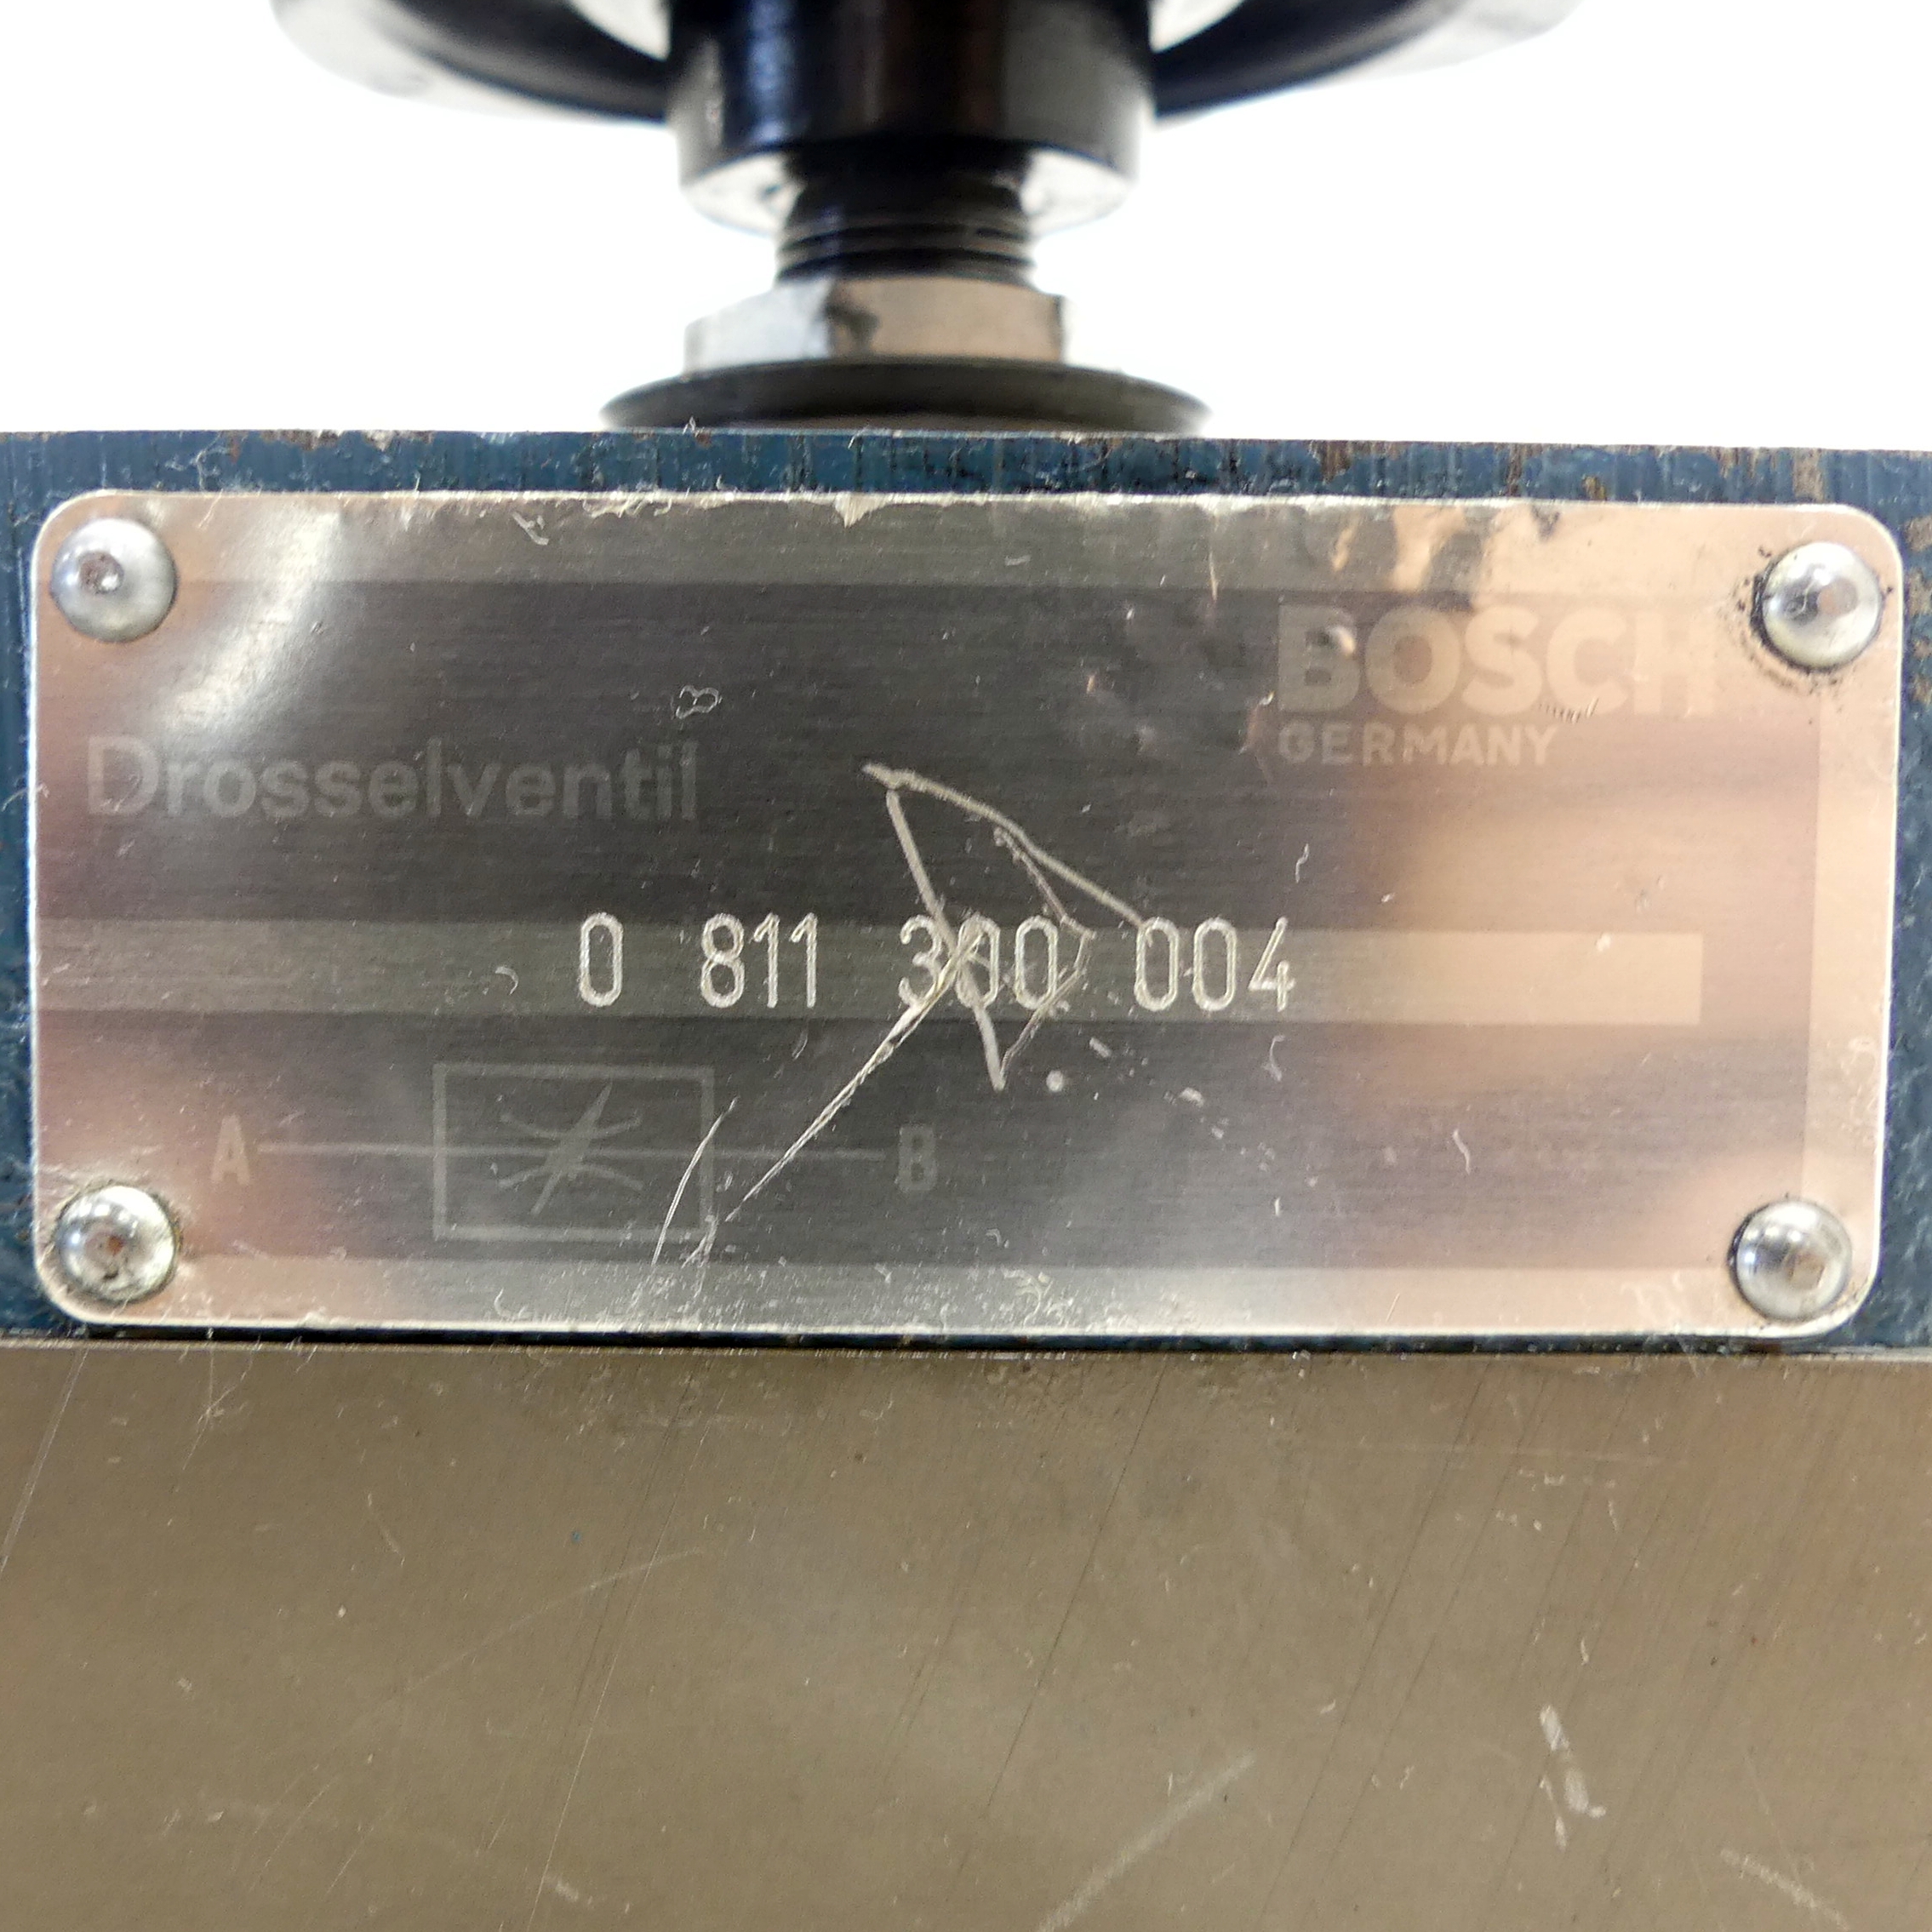 BOSCH
GERMANY
Drosselventil
0 811 300 004
A B